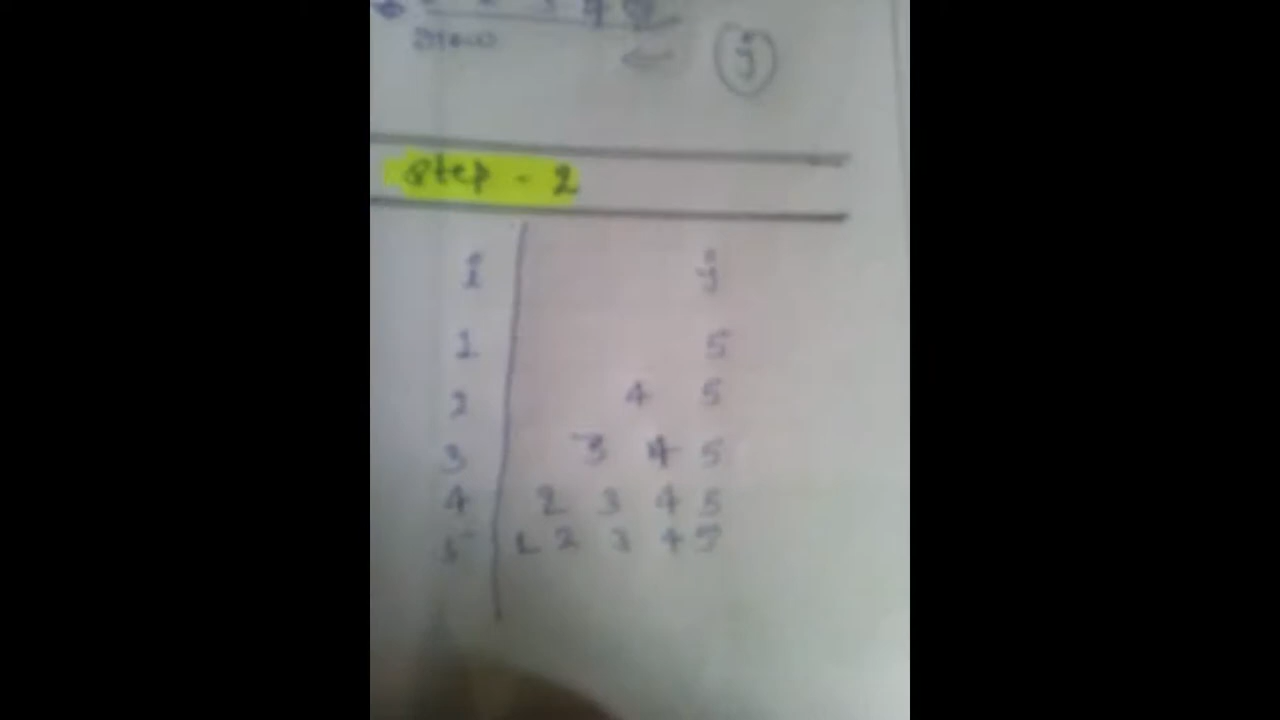 j
step - 2
i j
1 5
2 4 5
3 3 4 5
4 2 3 4 5
5 1 2 3 4 5